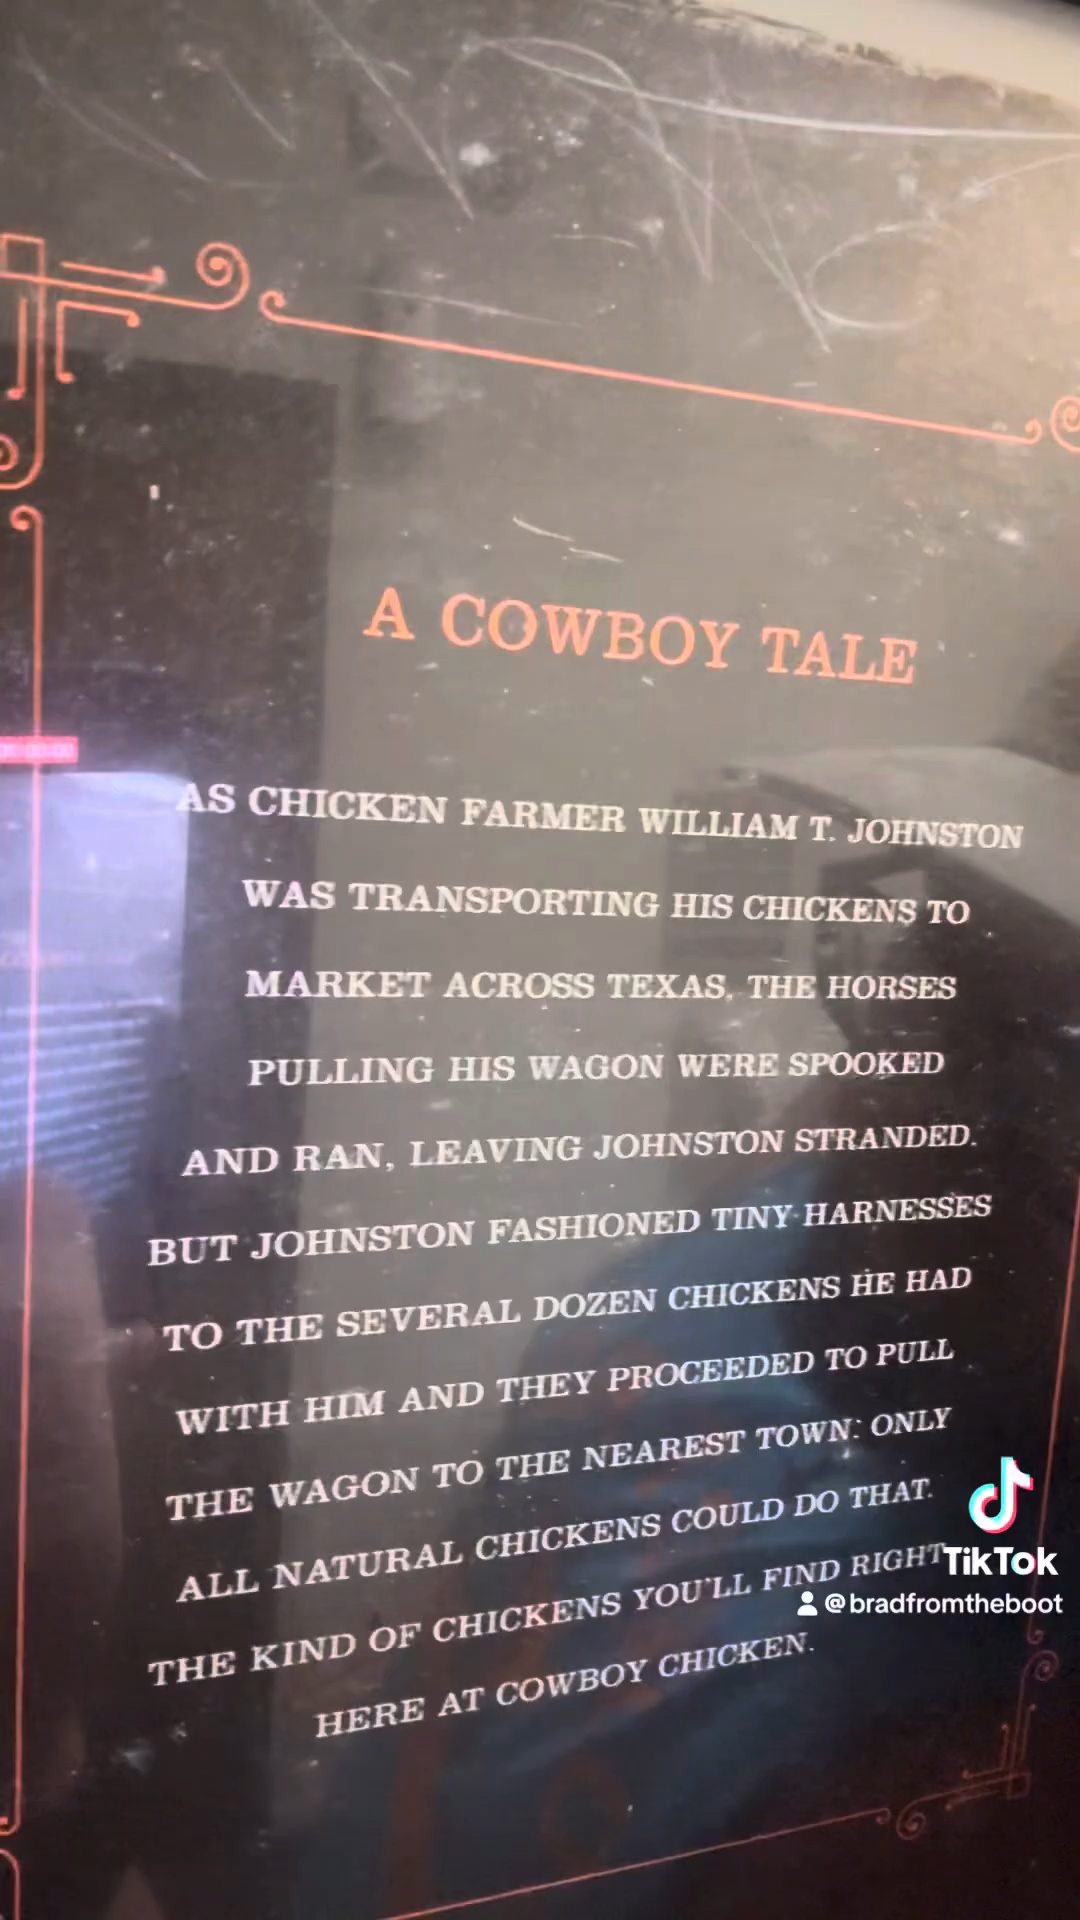 A COWBOY TALE
AS CHICKEN FARMER WILLIAM T. JOHNSTON
WAS TRANSPORTING HIS CHICKENS TO
MARKET ACROSS TEXAS, THE HORSES
PULLING HIS WAGON WERE SPOOKED
AND RAN, LEAVING JOHNSTON STRANDED.
BUT JOHNSTON FASHIONED TINY HARNESSES
TO THE SEVERAL DOZEN CHICKENS HE HAD
WITH HIM AND THEY PROCEEDED TO PULL
THE WAGON TO THE NEAREST TOWN. ONLY
ALL NATURAL CHICKENS COULD DO THAT.
THE KIND OF CHICKENS YOU'LL FIND RIGHT
HERE AT COWBOY CHICKEN.
TikTok
@bradfromtheboot